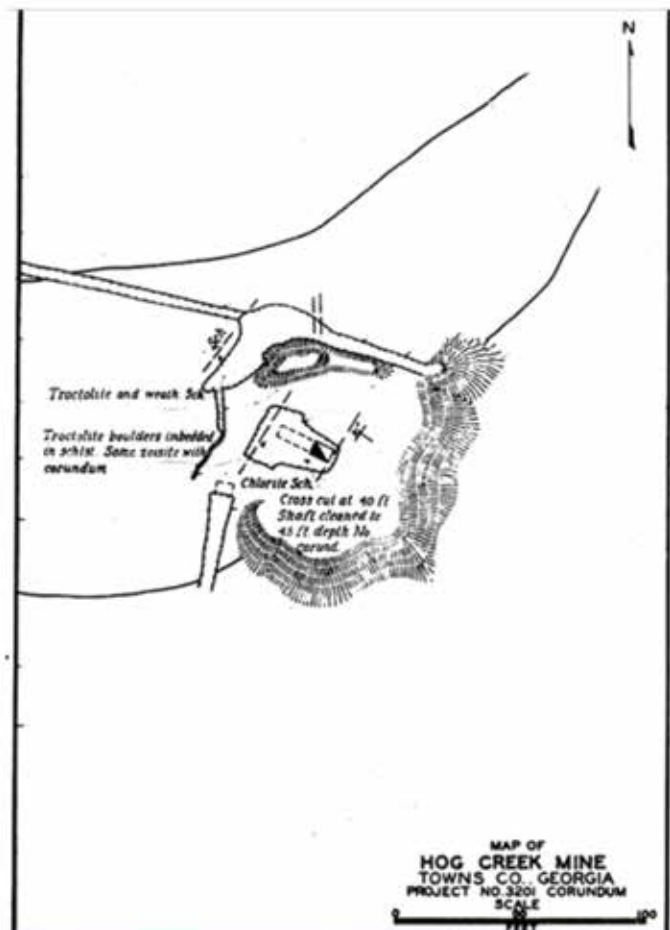 N
Sch
Troctolite and weath Sch.
Troctolite boulders imbedded
in schist. Some zoisite with
corundum
Chlorite Sch.
Cross cut at 40 ft
Shaft cleaned to
45 ft depth No
corund.
MAP OF
HOG CREEK MINE
TOWNS CO., GEORGIA
PROJECT NO. 3201 CORUNDUM
SCALE
0 50 100
FEET